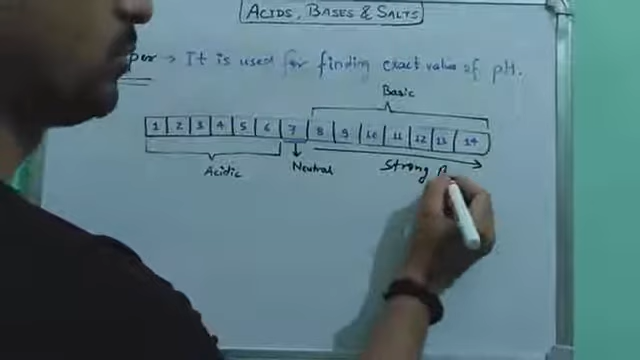 ACIDS, BASES & SALTS
per → It is used for finding exact value of pH.
Basic
1 2 3 4 5 6 7 8 9 10 11 12 13 14
Acidic Neutral Strong